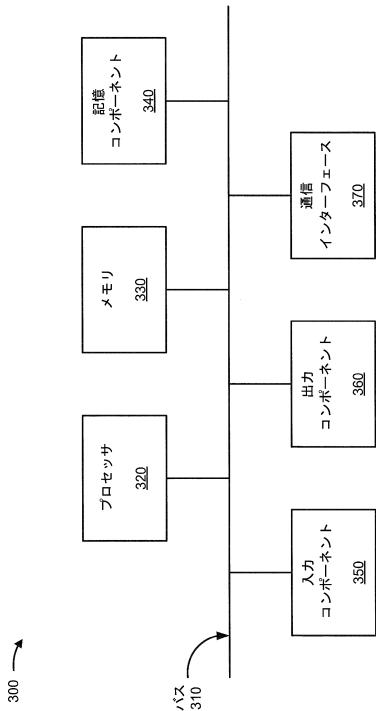 300
プロセッサ
320
メモリ
330
記憶
コンポーネント
340
バス
310
入力
コンポーネント
350
出力
コンポーネント
360
通信
インターフェース
370